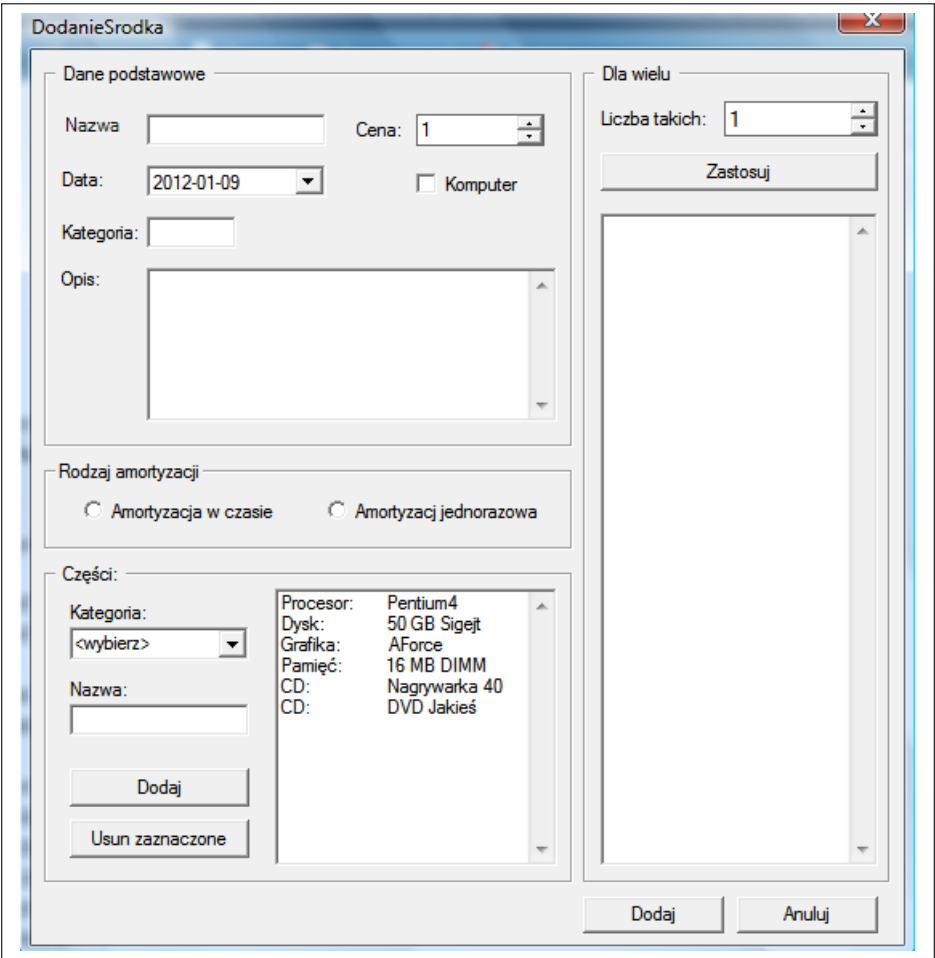 DodanieSrodka
Dane podstawowe
Nazwa
Cena: 1
Data: 2012-01-09
Komputer
Kategoria:
Opis:
Rodzaj amortyzacji
Amortyzacja w czasie
Amortyzacj jednorazowa
Części:
Kategoria:
<wybierz>
Nazwa:
Dodaj
Usun zaznaczone
Procesor: Pentium4
Dysk: 50 GB Sigejt
Grafika: AForce
Pamięć: 16 MB DIMM
CD: Nagrywarka 40
CD: DVD Jakieś
Dla wielu
Liczba takich: 1
Zastosuj
Dodaj
Anuluj